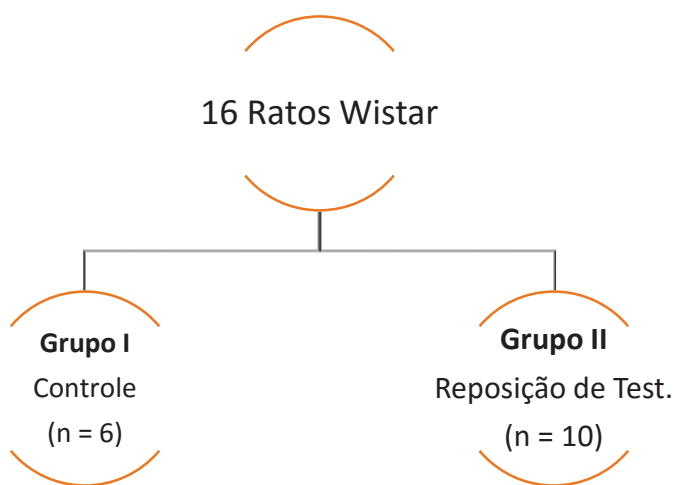 16 Ratos Wistar
Grupo I
Controle
(n = 6)
Grupo II
Reposição de Test.
(n = 10)